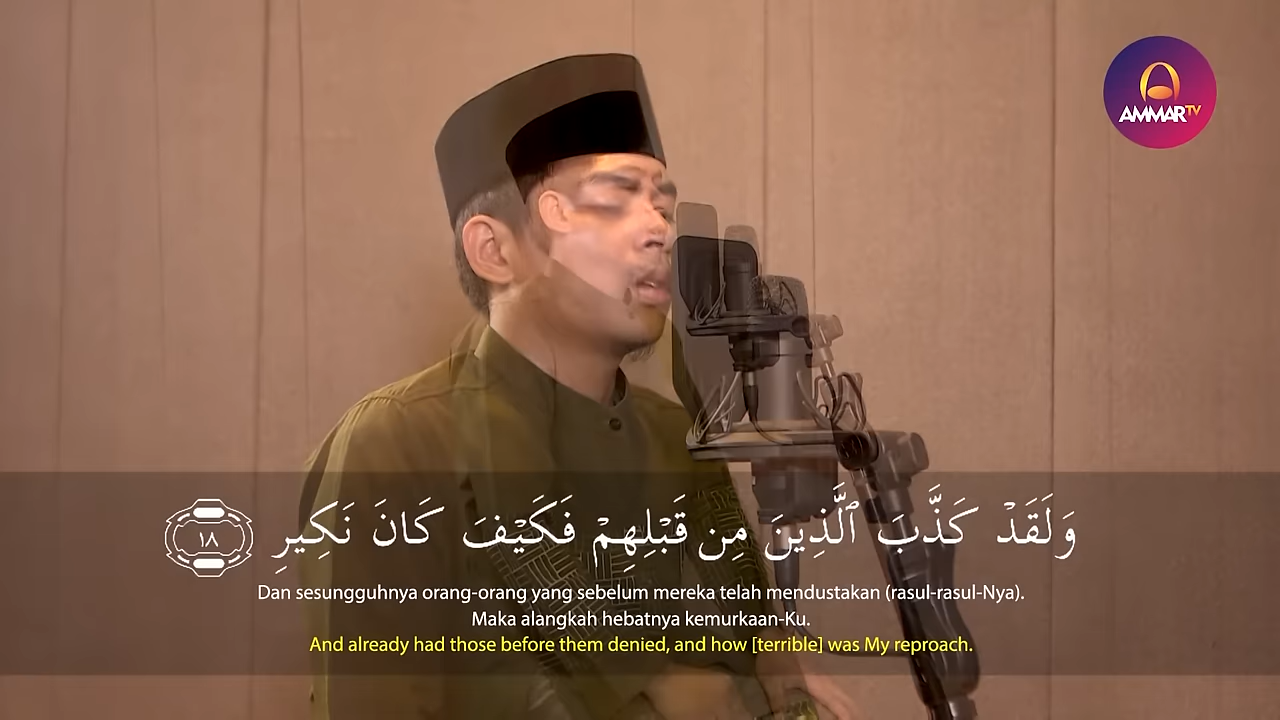 AMMARTV
وَلَقَدْ كَذَّبَ ٱلَّذِينَ مِن قَبْلِهِمْ فَكَيْفَ كَانَ نَكِيرِ ١٨
Dan sesungguhnya orang-orang yang sebelum mereka telah mendustakan (rasul-rasul-Nya).
Maka alangkah hebatnya kemurkaan-Ku.
And already had those before them denied, and how [terrible] was My reproach.